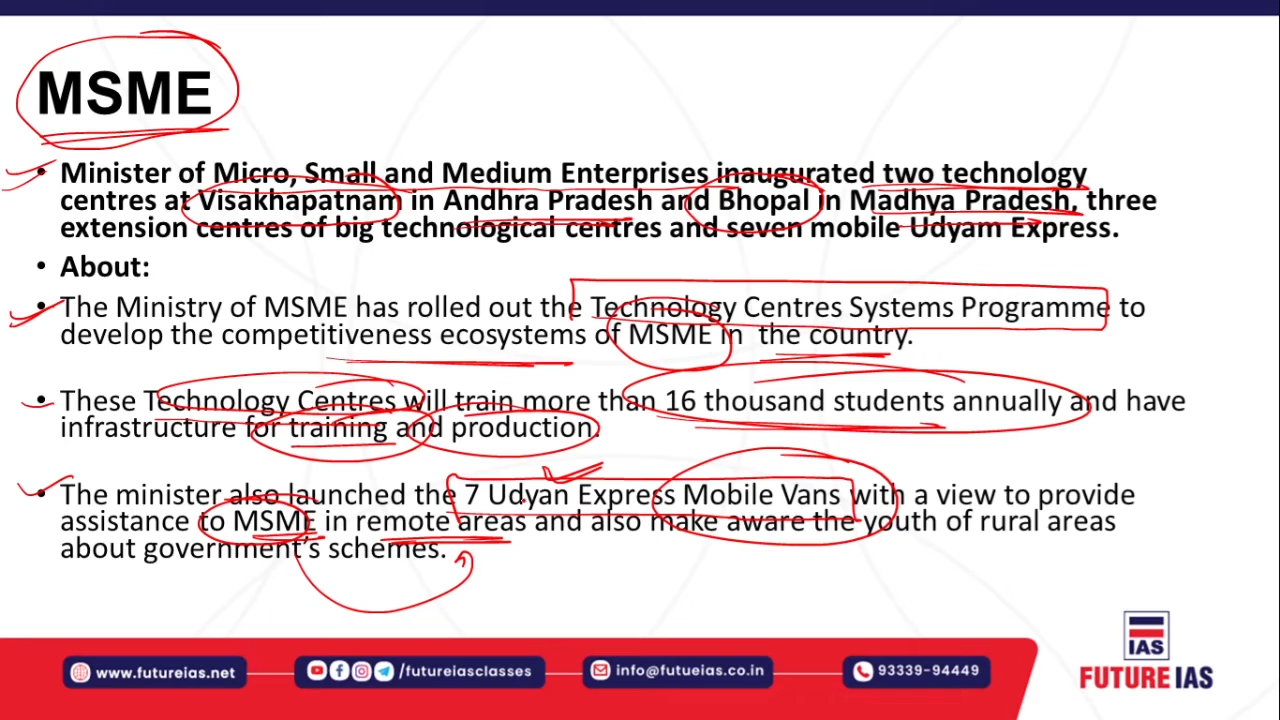 MSME
• Minister of Micro, Small and Medium Enterprises inaugurated two technology
centres at Visakhapatnam in Andhra Pradesh and Bhopal in Madhya Pradesh, three
extension centres of big technological centres and seven mobile Udyam Express.
• About:
• The Ministry of MSME has rolled out the Technology Centres Systems Programme to
develop the competitiveness ecosystems of MSME in the country.
• These Technology Centres will train more than 16 thousand students annually and have
infrastructure for training and production.
• The minister also launched the 7 Udyan Express Mobile Vans with a view to provide
assistance to MSME in remote areas and also make aware the youth of rural areas
about government’s schemes.
www.futureias.net
/futureiasclasses
info@futueias.co.in
93339-94449
IAS
FUTURE IAS